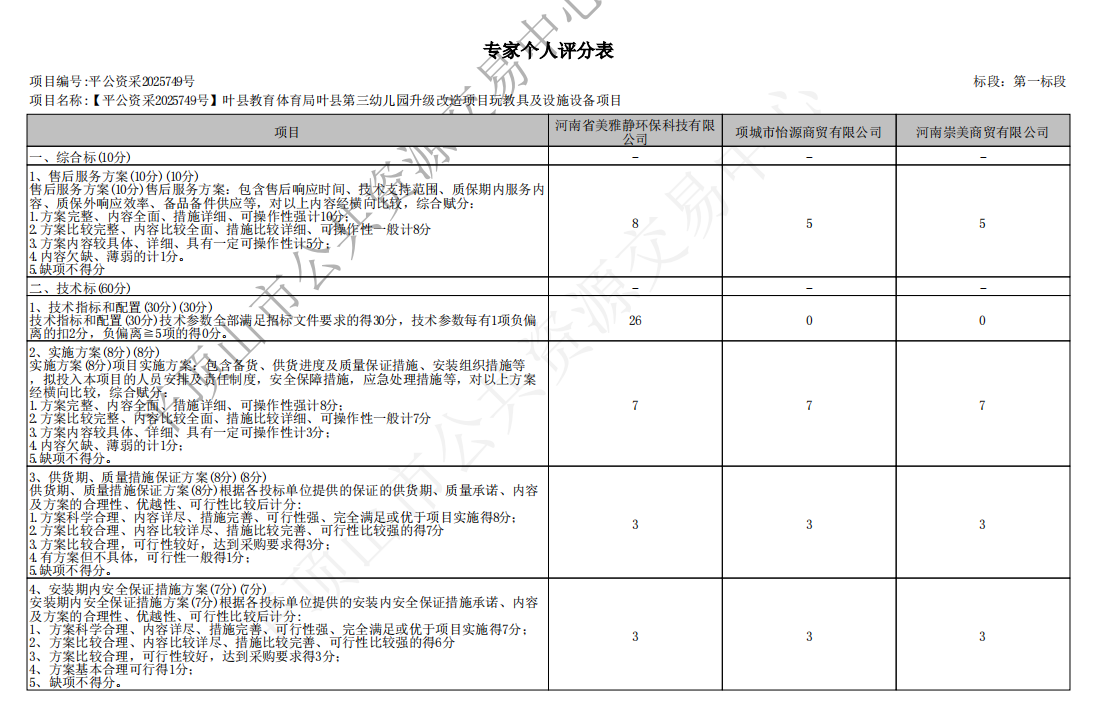 专家个人评分表
项目编号:平公资采2025749号
标段: 第一标段
项目名称:【平公资采2025749号】叶县教育体育局叶县第三幼儿园升级改造项目玩教具及设施设备项目
项目
河南省美雅静环保科技有限
公司
项城市怡源商贸有限公司
河南崇美商贸有限公司
一、综合标(10分)
–
–
–
1、售后服务方案(10分)(10分)
售后服务方案(10分)售后服务方案: 包含售后响应时间、技术支持范围、质保期内服务内
容、质保外响应效率、备品备件供应等，对以上内容经横向比较，综合赋分:
1.方案完整、内容全面、措施详细、可操作性强计10分;
2.方案比较完整、内容比较全面、措施比较详细、可操作性一般计8分
3.方案内容较具体、详细、具有一定可操作性计5分;
4.内容欠缺、薄弱的计1分。
5.缺项不得分
8
5
5
二、技术标(60分)
–
–
–
1、技术指标和配置(30分)(30分)
技术指标和配置(30分)技术参数全部满足招标文件要求的得30分，技术参数每有1项负偏
离的扣2分，负偏离≧5项的得0分。
26
0
0
2、实施方案(8分)(8分)
实施方案(8分)项目实施方案: 包含备货、供货进度及质量保证措施、安装组织措施等
，拟投入本项目的人员安排及责任制度，安全保障措施，应急处理措施等，对以上方案
经横向比较，综合赋分:
1.方案完整、内容全面、措施详细、可操作性强计8分;
2.方案比较完整、内容比较全面、措施比较详细、可操作性一般计7分
3.方案内容较具体、详细、具有一定可操作性计3分;
4.内容欠缺、薄弱的计1分;
5.缺项不得分。
7
7
7
3、供货期、质量措施保证方案(8分)(8分)
供货期、质量措施保证方案(8分)根据各投标单位提供的保证的供货期、质量承诺、内容
及方案的合理性、优越性、可行性比较后计分:
1.方案科学合理、内容详尽、措施完善、可行性强、完全满足或优于项目实施得8分;
2.方案比较合理、内容比较详尽、措施比较完善、可行性比较强的得7分
3.方案比较合理，可行性较好，达到采购要求得3分;
4.有方案但不具体，可行性一般得1分;
5.缺项不得分。
3
3
3
4、安装期内安全保证措施方案(7分)(7分)
安装期内安全保证措施方案(7分)根据各投标单位提供的安装内安全保证措施承诺、内容
及方案的合理性、优越性、可行性比较后计分:
1、方案科学合理、内容详尽、措施完善、可行性强、完全满足或优于项目实施得7分;
2、方案比较合理、内容比较详尽、措施比较完善、可行性比较强的得6分
3、方案比较合理，可行性较好，达到采购要求得3分;
4、方案基本合理可行得1分;
5、缺项不得分。
3
3
3
平顶山市公共资源交易中心
顶山市公共资源交易中心